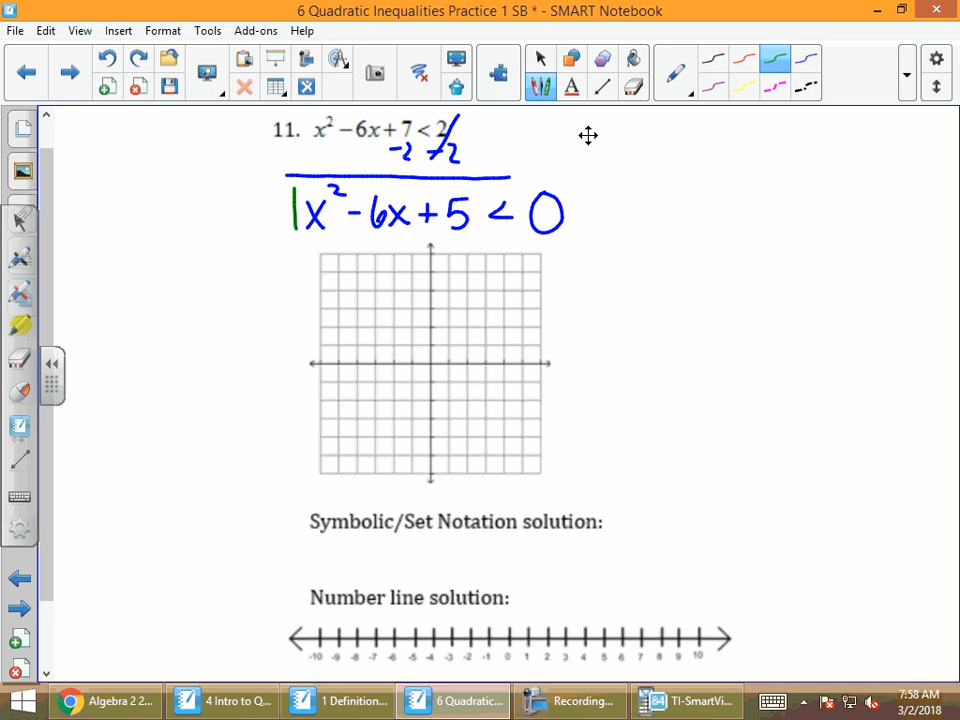 6 Quadratic Inequalities Practice 1 SB * - SMART Notebook
File Edit View Insert Format Tools Add-ons Help
11. x² − 6x + 7 < 2
-2 -2
1x² - 6x + 5 < 0
Symbolic/Set Notation solution:
Number line solution:
-10 -9 -8 -7 -6 -5 -4 -3 -2 -1 0 1 2 3 4 5 6 7 8 9 10
Algebra 2 2... 4 Intro to Q... 1 Definition... 6 Quadratic... Recording... TI-SmartVi...
7:58 AM
3/2/2018